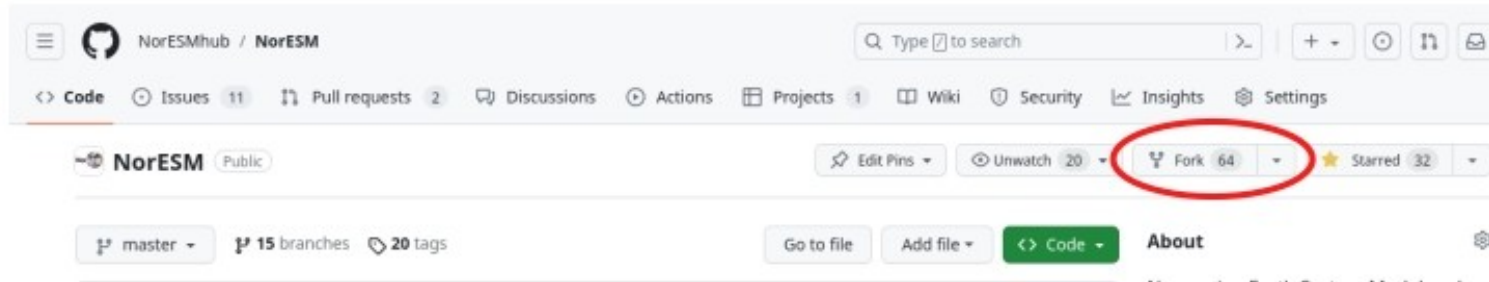 NorESMhub / NorESM Type / to search
<> Code Issues 11 Pull requests 2 Discussions Actions Projects 1 Wiki Security Insights Settings
NorESM Public Edit Pins Unwatch 20 Fork 64 Starred 32
master 15 branches 20 tags Go to file Add file <> Code About